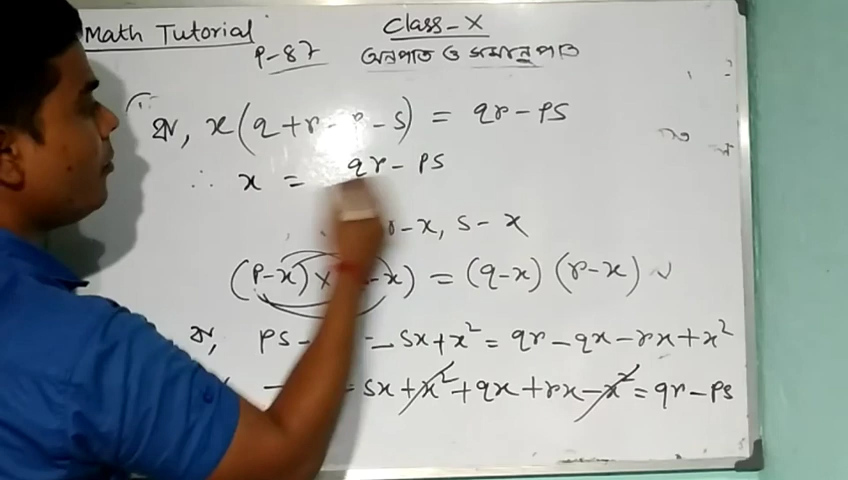 Math Tutorial
Class-X
P-87 অনুপাত ও সমানুপাত
বা, x(q+r-p-s) = qr-ps
∴ x = qr-ps
r-x, s-x
(p-x)× -x) = (q-x) (r-x)
বা, ps- - sx+x² = qr-qx-rx+x²
- sx+x²+qx+rx-x² = qr-ps